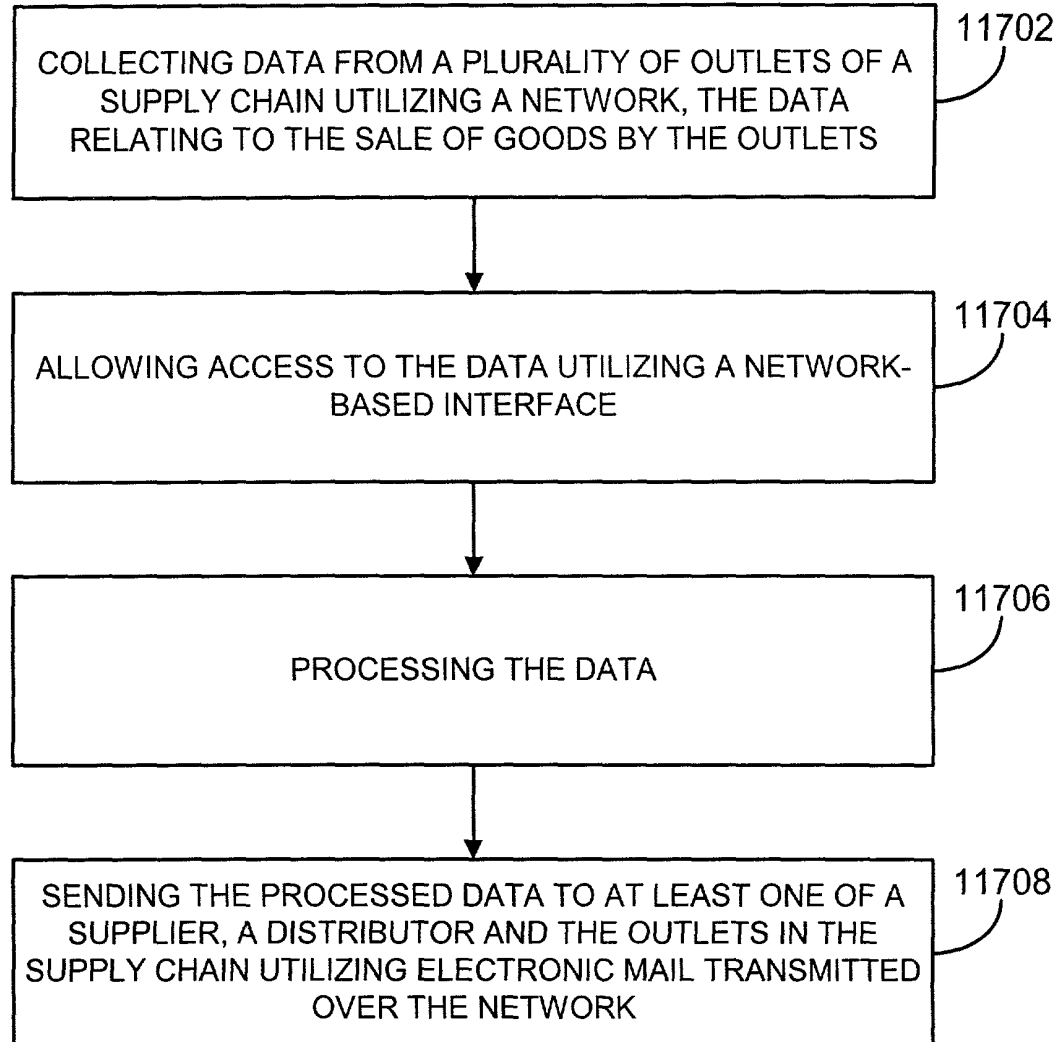 11702
COLLECTING DATA FROM A PLURALITY OF OUTLETS OF A
SUPPLY CHAIN UTILIZING A NETWORK, THE DATA
RELATING TO THE SALE OF GOODS BY THE OUTLETS
11704
ALLOWING ACCESS TO THE DATA UTILIZING A NETWORK-
BASED INTERFACE
11706
PROCESSING THE DATA
11708
SENDING THE PROCESSED DATA TO AT LEAST ONE OF A
SUPPLIER, A DISTRIBUTOR AND THE OUTLETS IN THE
SUPPLY CHAIN UTILIZING ELECTRONIC MAIL TRANSMITTED
OVER THE NETWORK